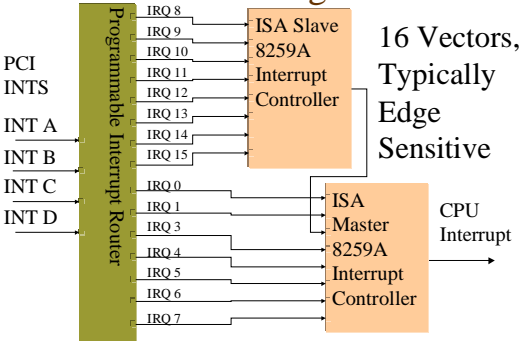 PCI
INTS
INT A
INT B
INT C
INT D
Programmable Interrupt Router
IRQ 8
IRQ 9
IRQ 10
IRQ 11
IRQ 12
IRQ 13
IRQ 14
IRQ 15
IRQ 0
IRQ 1
IRQ 3
IRQ 4
IRQ 5
IRQ 6
IRQ 7
ISA Slave
8259A
Interrupt
Controller
16 Vectors,
Typically
Edge
Sensitive
ISA
Master
8259A
Interrupt
Controller
CPU
Interrupt